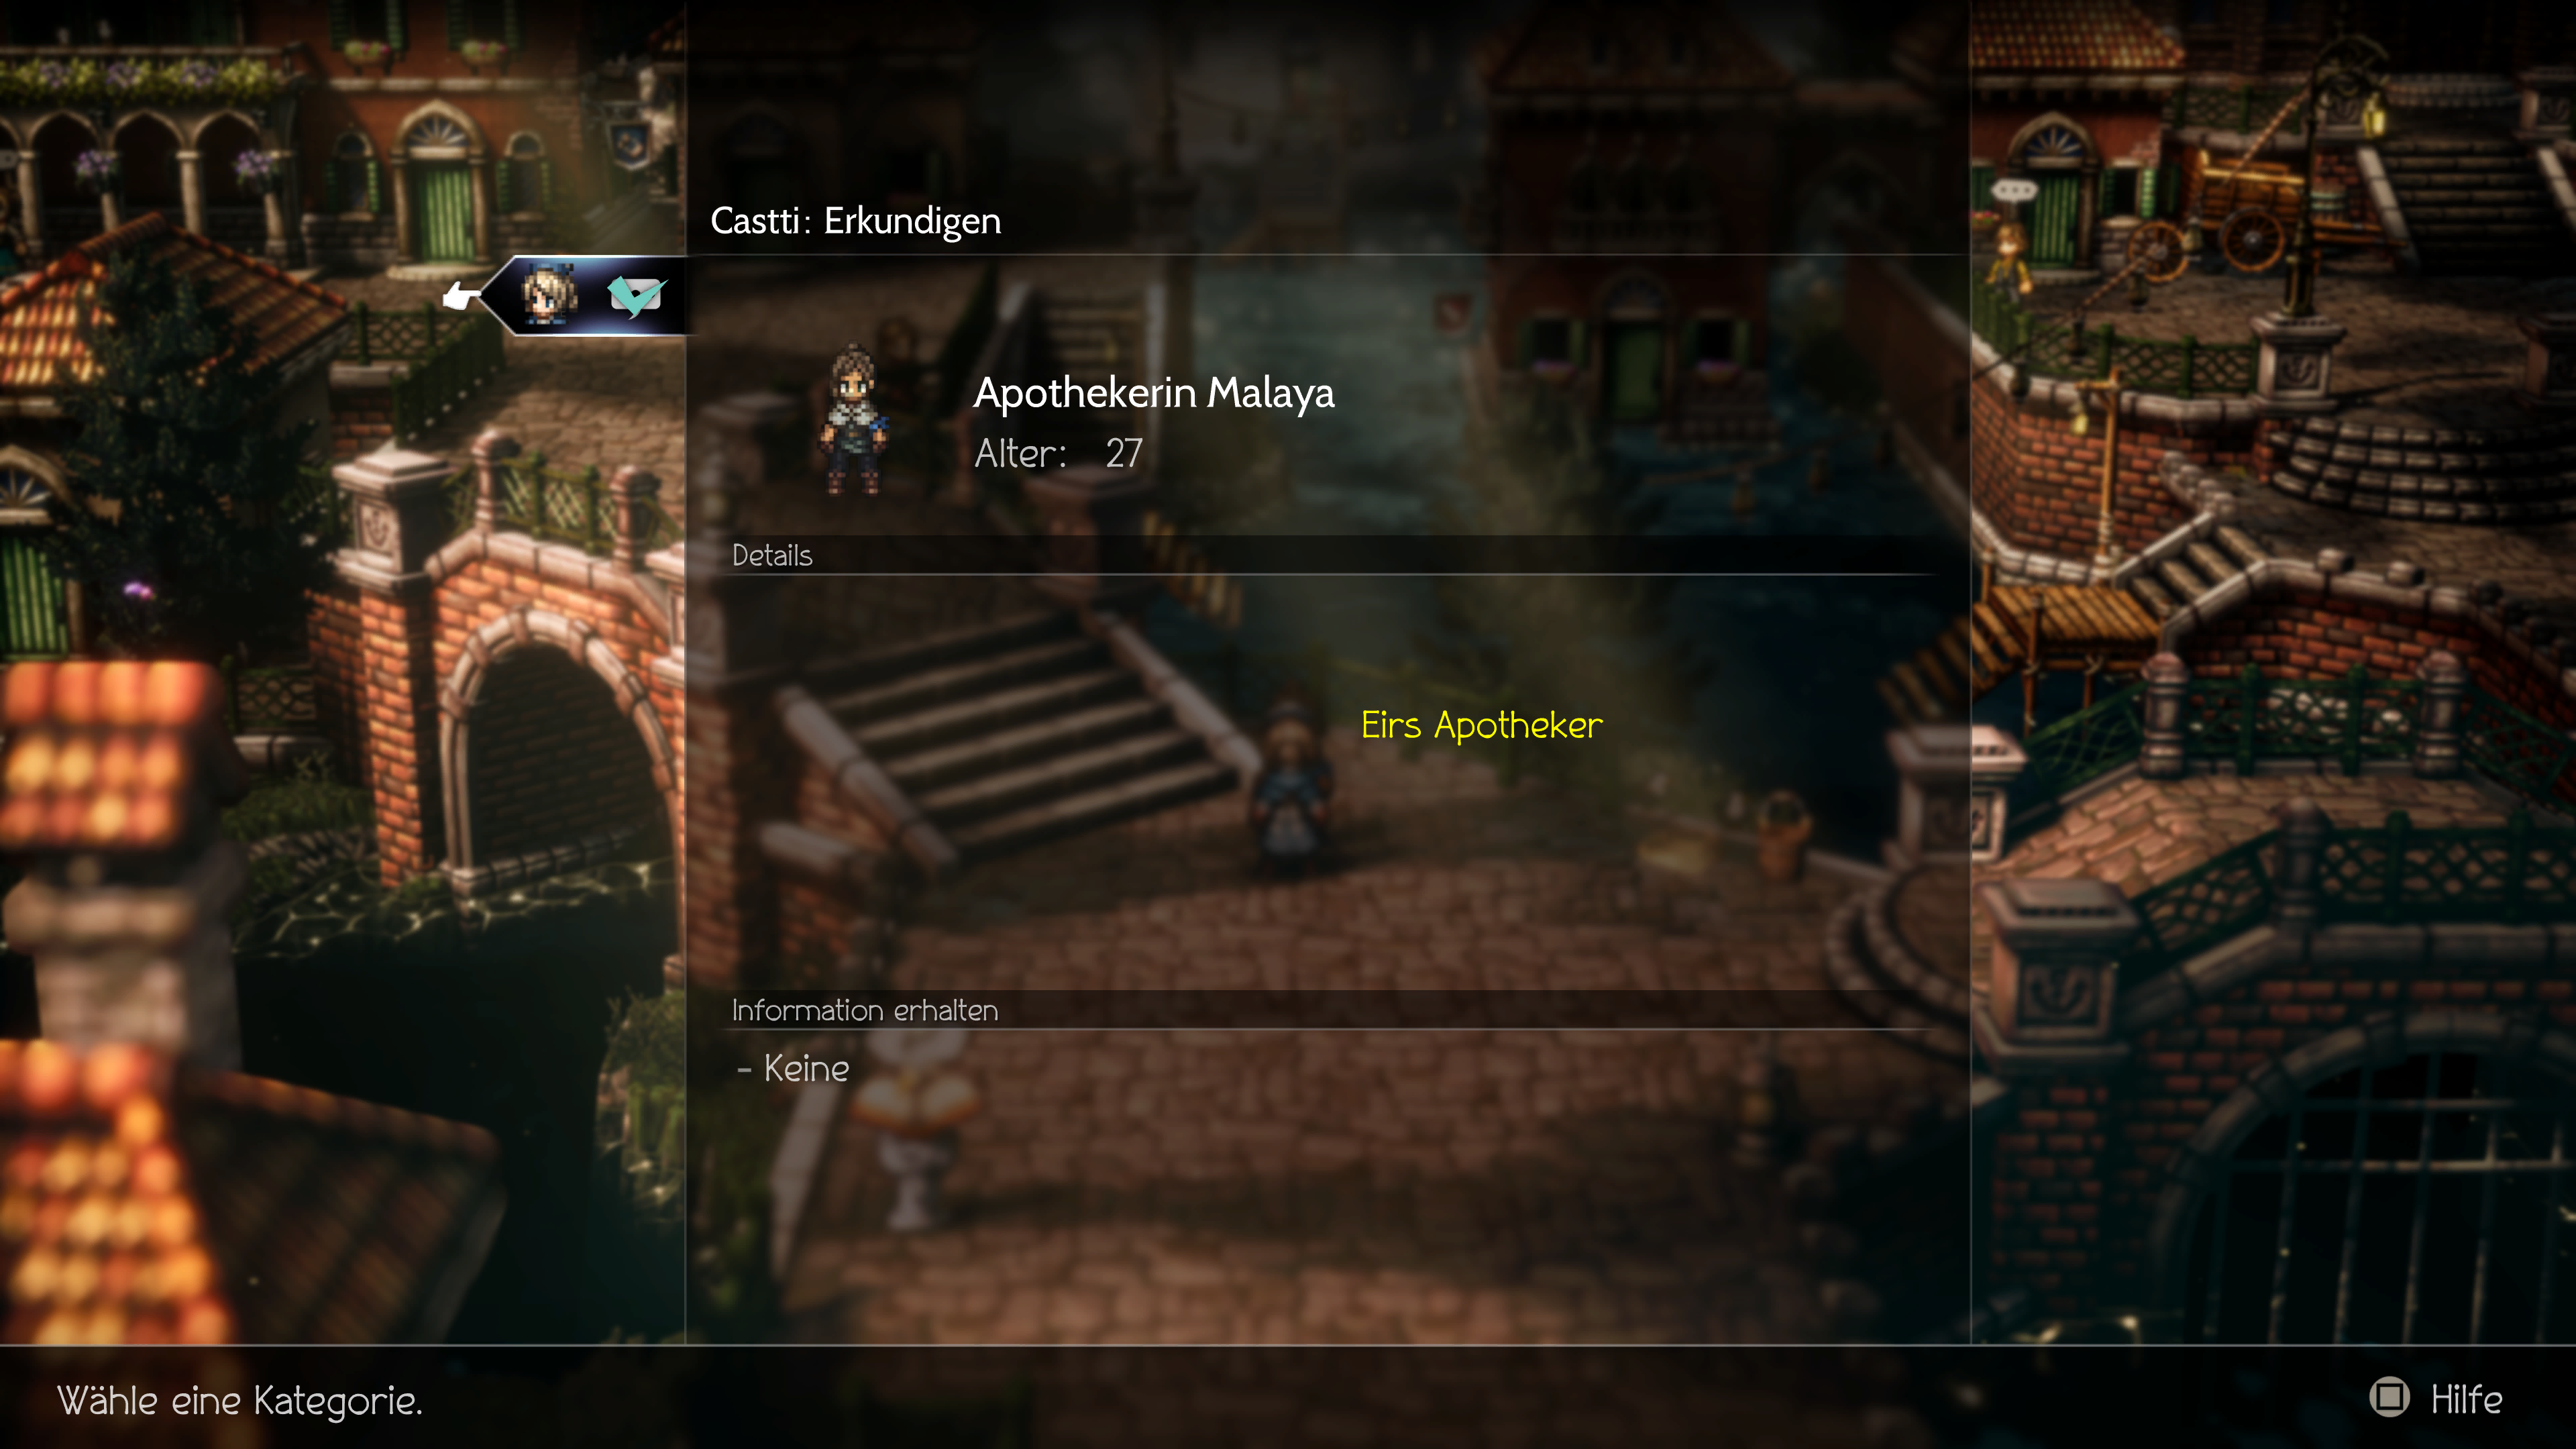 Castti: Erkundigen
Apothekerin Malaya
Alter: 27
Details
Eirs Apotheker
Information erhalten
- Keine
Wähle eine Kategorie.
Hilfe